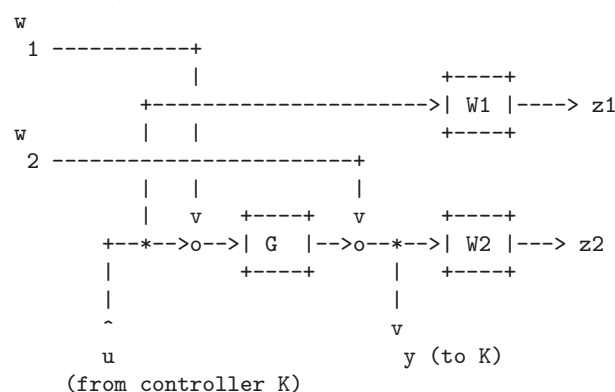 w
1 ------------+
|
| +----+
+------------------------>| W1 |----> z1
w | | +----+
2 --------------------------+
| | |
| v +----+ v +----+
+--*-->o-->| G |-->o--*-->| W2 |---> z2
| +----+ | +----+
| |
^ v
u y (to K)
(from controller K)